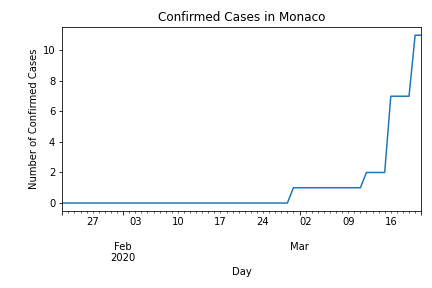 Confirmed Cases in Monaco
Number of Confirmed Cases
10
8
6
4
2
0
27 03 10 17 24 02 09 16
Feb Mar
2020
Day